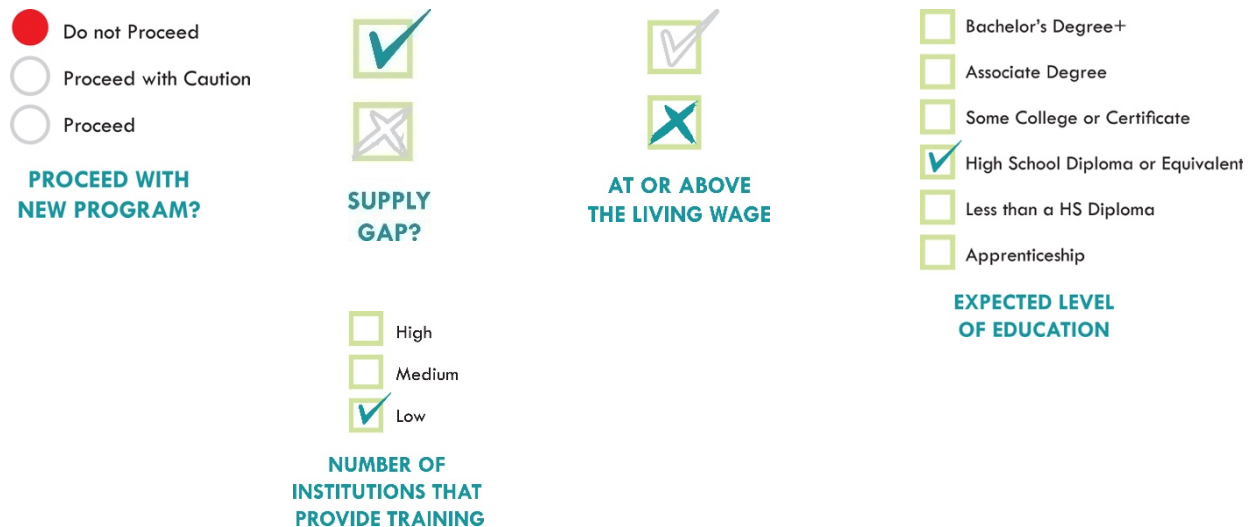 Do not Proceed
Proceed with Caution
Proceed
PROCEED WITH
NEW PROGRAM?
SUPPLY
GAP?
AT OR ABOVE
THE LIVING WAGE
Bachelor's Degree+
Associate Degree
Some College or Certificate
High School Diploma or Equivalent
Less than a HS Diploma
Apprenticeship
EXPECTED LEVEL
OF EDUCATION
High
Medium
Low
NUMBER OF
INSTITUTIONS THAT
PROVIDE TRAINING